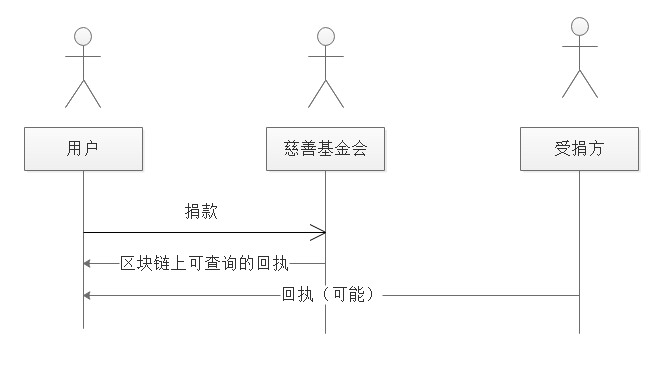 用户
慈善基金会
受捐方
捐款
区块链上可查询的回执
回执（可能）